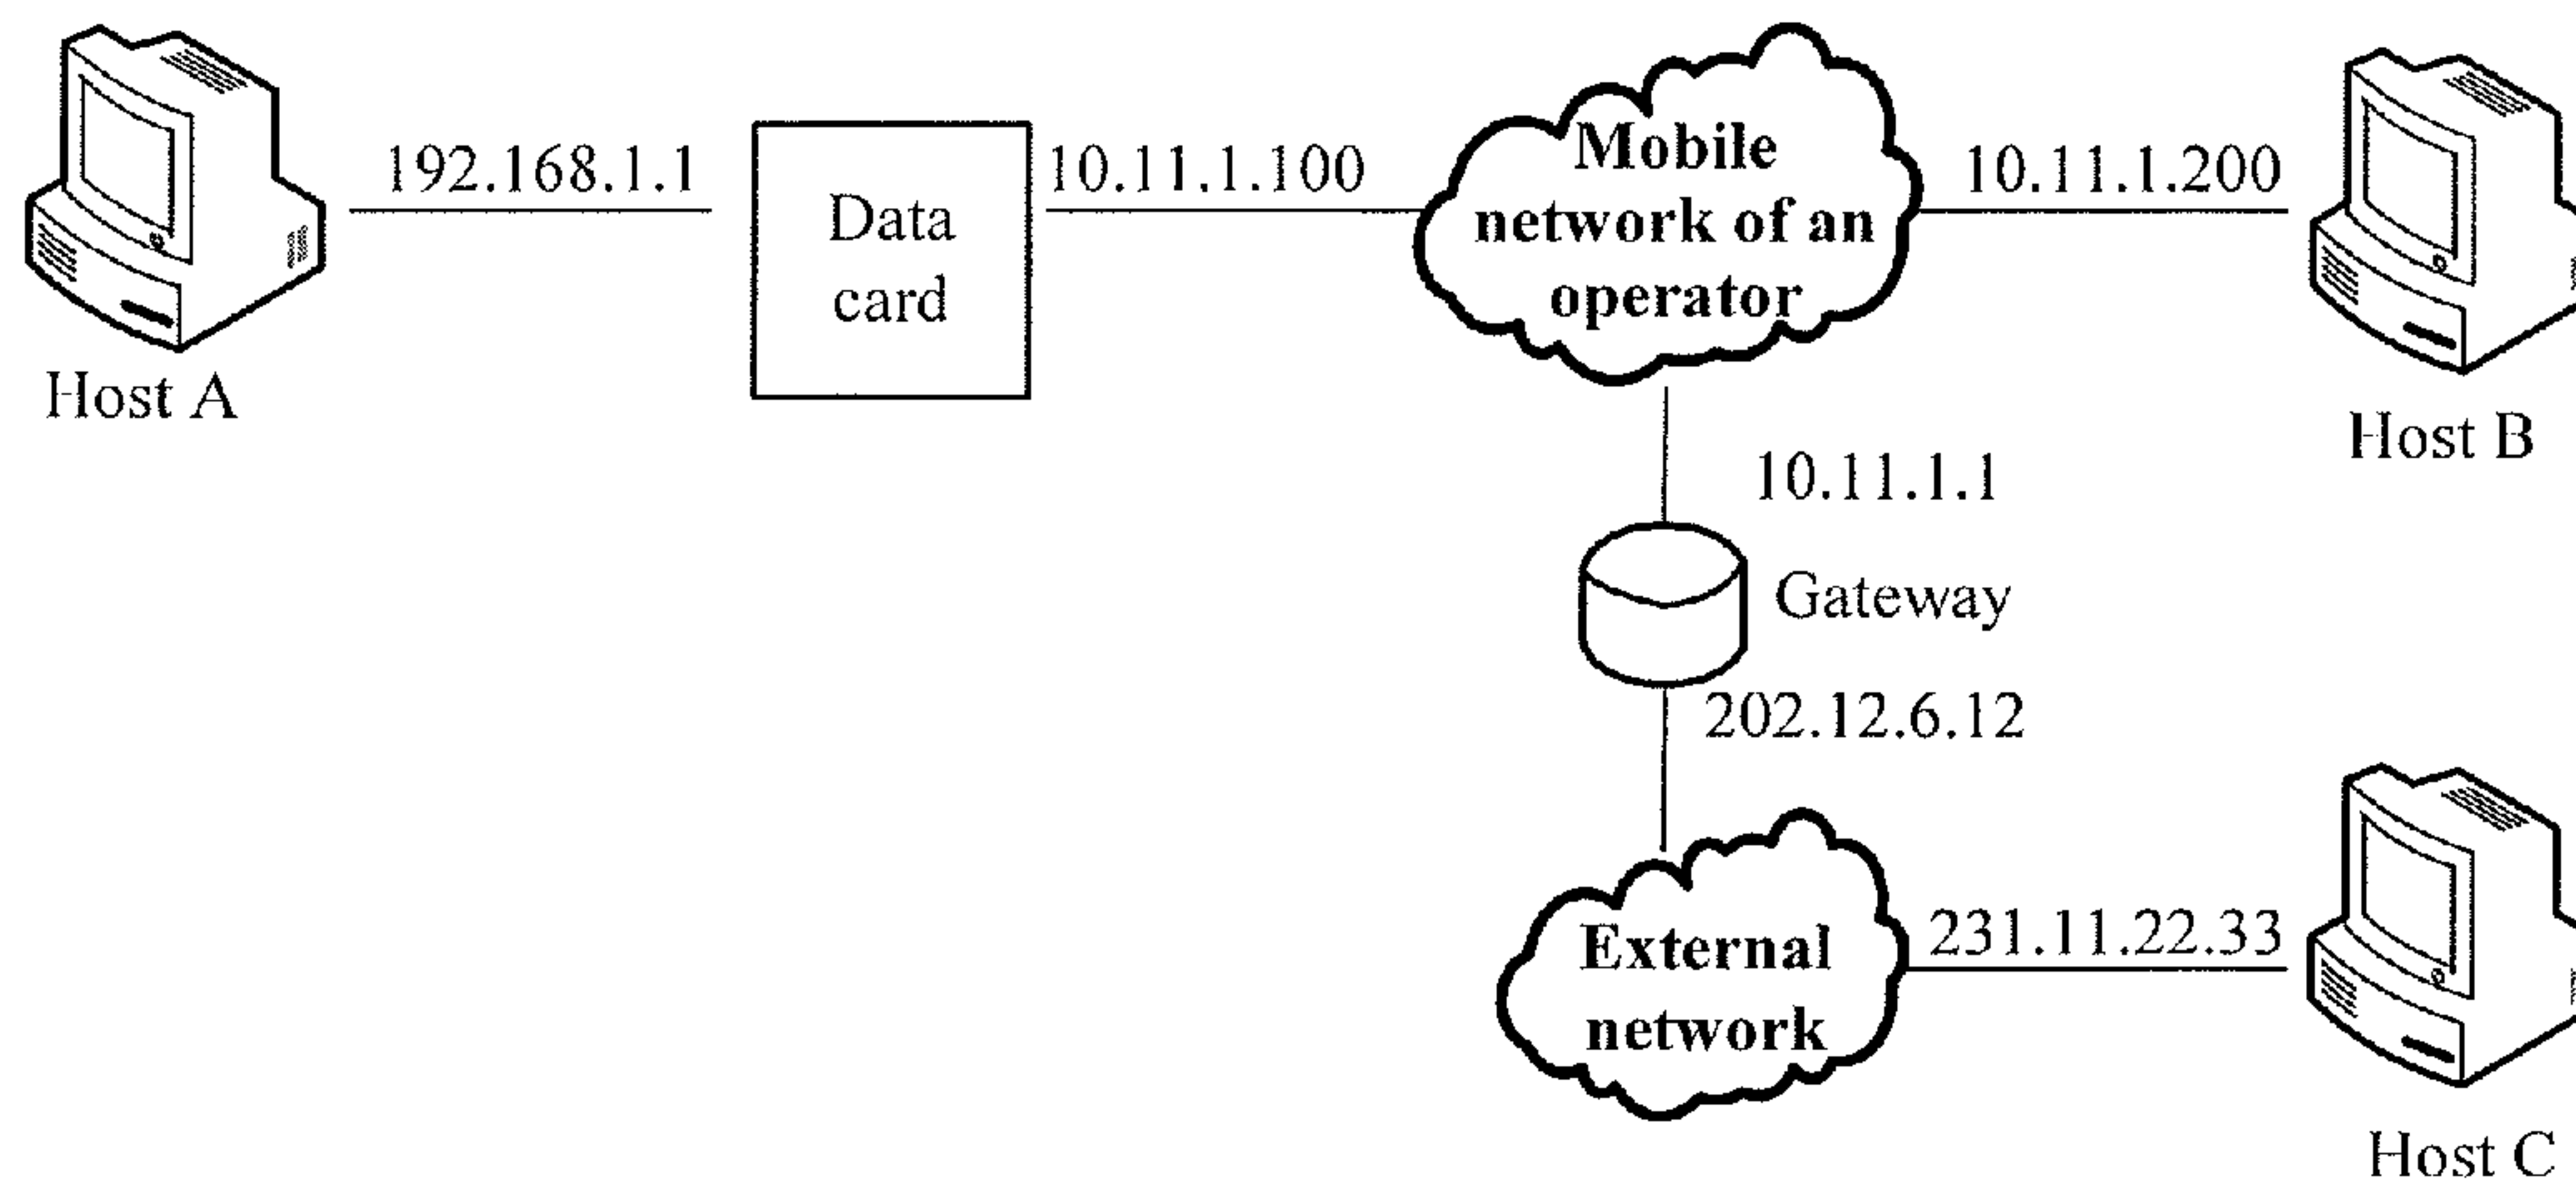 192.168.1.1
Data
card
10.11.1.100
Mobile
network of an
operator
10.11.1.200
Host A
Host B
10.11.1.1
Gateway
202.12.6.12
External
network
231.11.22.33
Host C